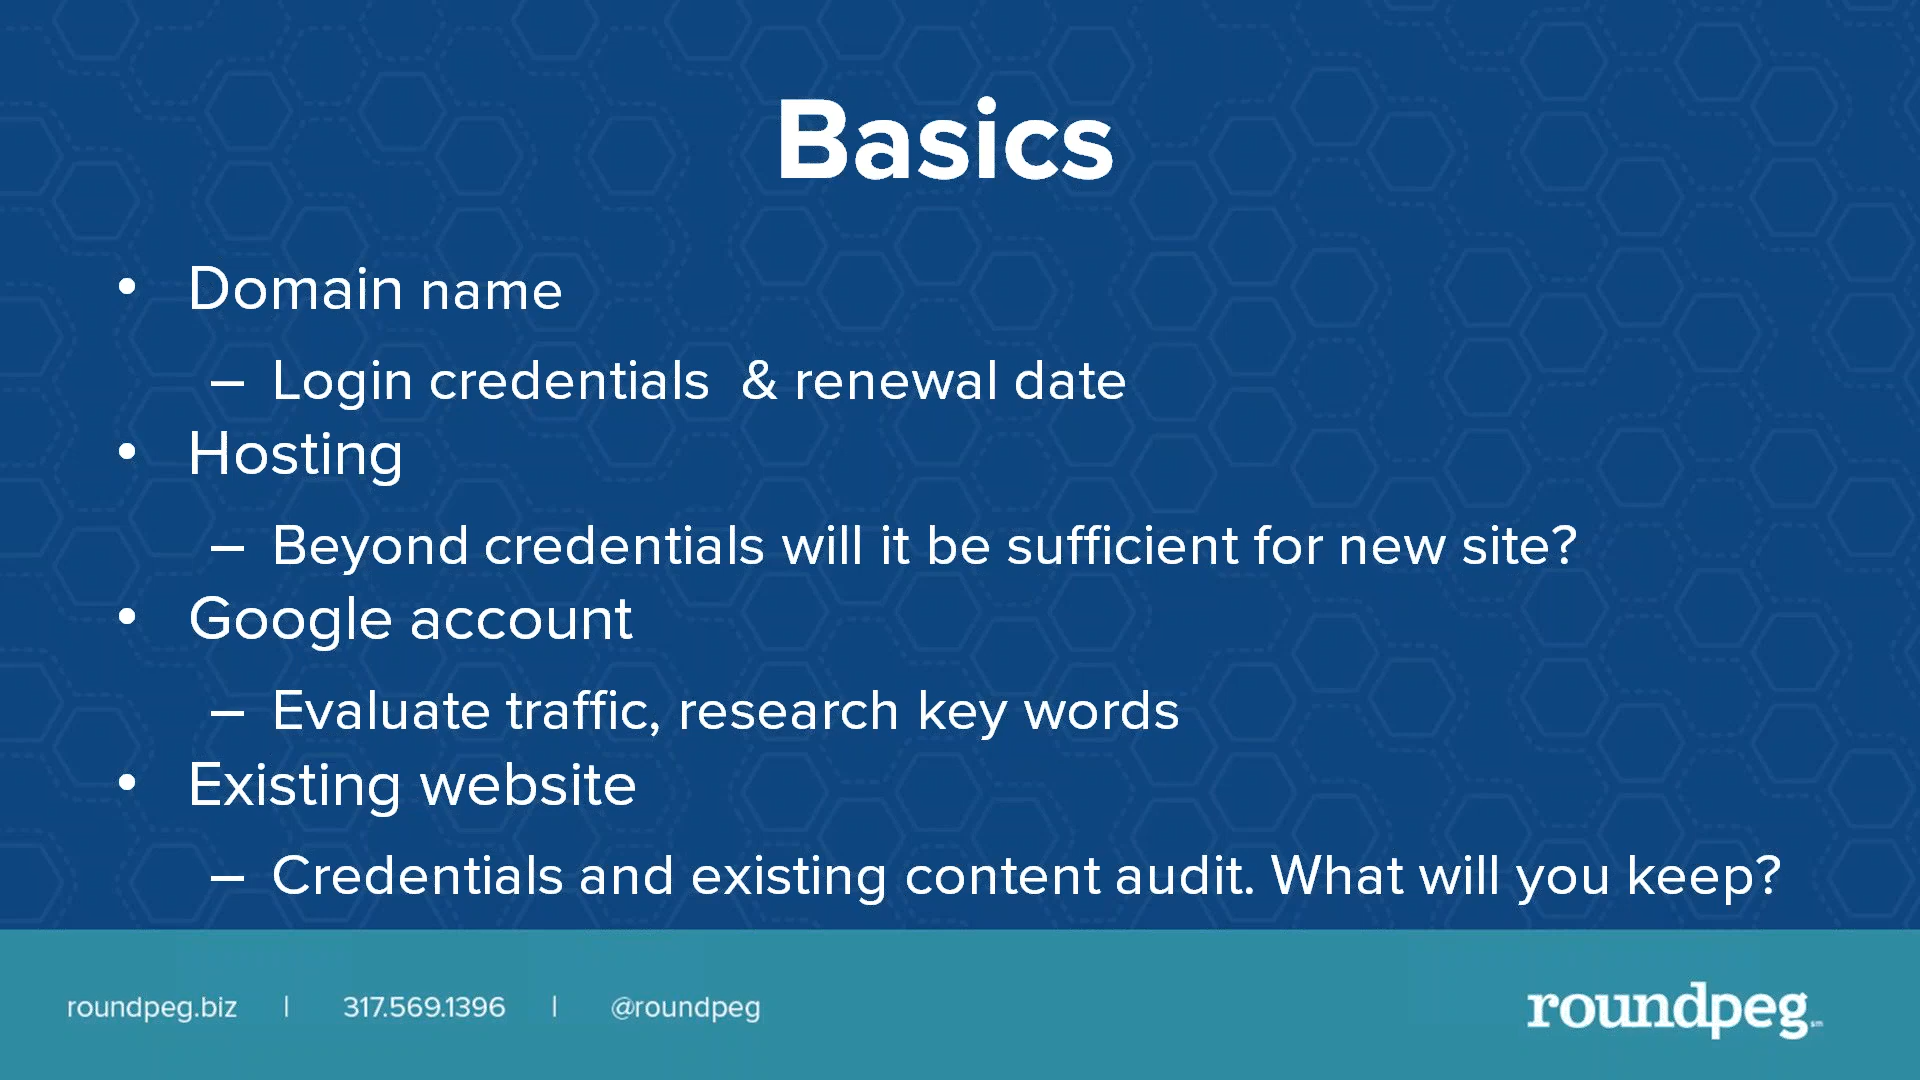 Basics
• Domain name
– Login credentials & renewal date
• Hosting
– Beyond credentials will it be sufficient for new site?
• Google account
– Evaluate traffic, research key words
• Existing website
– Credentials and existing content audit. What will you keep?
roundpeg.biz | 317.569.1396 | @roundpeg
roundpeg℠